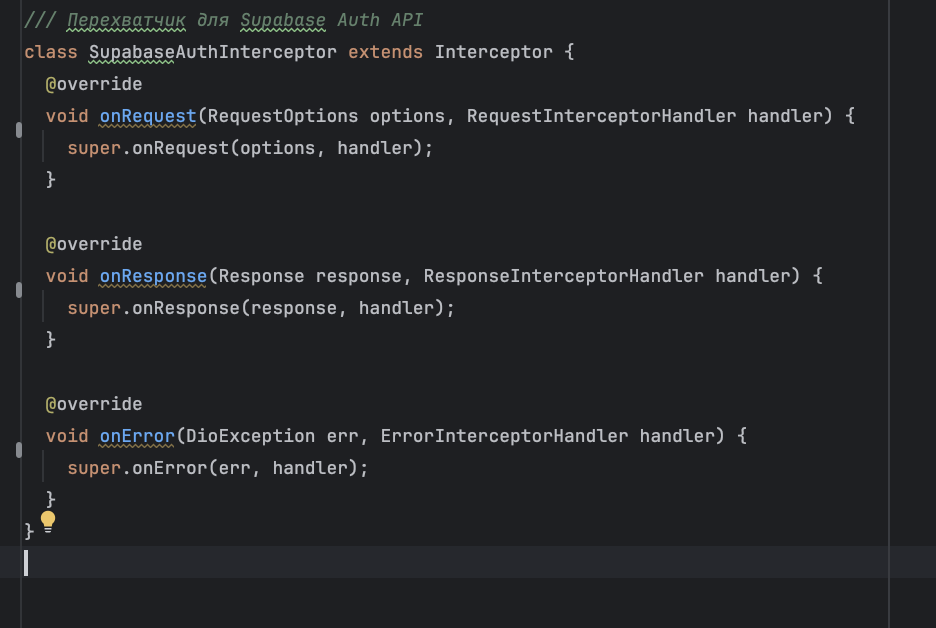 /// Перехватчик для Supabase Auth API
class SupabaseAuthInterceptor extends Interceptor {
@override
void onRequest(RequestOptions options, RequestInterceptorHandler handler) {
super.onRequest(options, handler);
}
@override
void onResponse(Response response, ResponseInterceptorHandler handler) {
super.onResponse(response, handler);
}
@override
void onError(DioException err, ErrorInterceptorHandler handler) {
super.onError(err, handler);
}
}